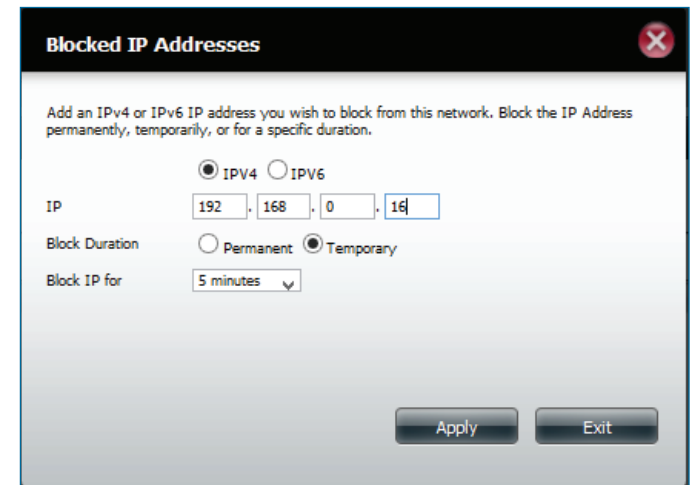 Blocked IP Addresses
Add an IPv4 or IPv6 IP address you wish to block from this network. Block the IP Address
permanently, temporarily, or for a specific duration.
IPV4 IPV6
IP 192 . 168 . 0 . 16
Block Duration Permanent Temporary
Block IP for 5 minutes
Apply Exit